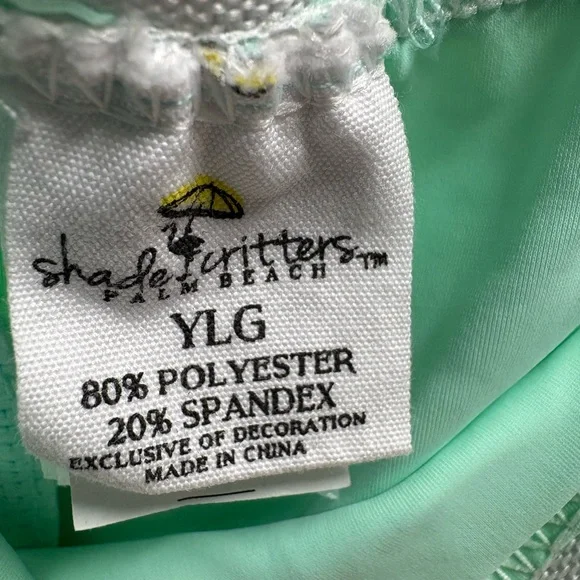 shade critters™
PALM BEACH
YLG
80% POLYESTER
20% SPANDEX
EXCLUSIVE OF DECORATION
MADE IN CHINA